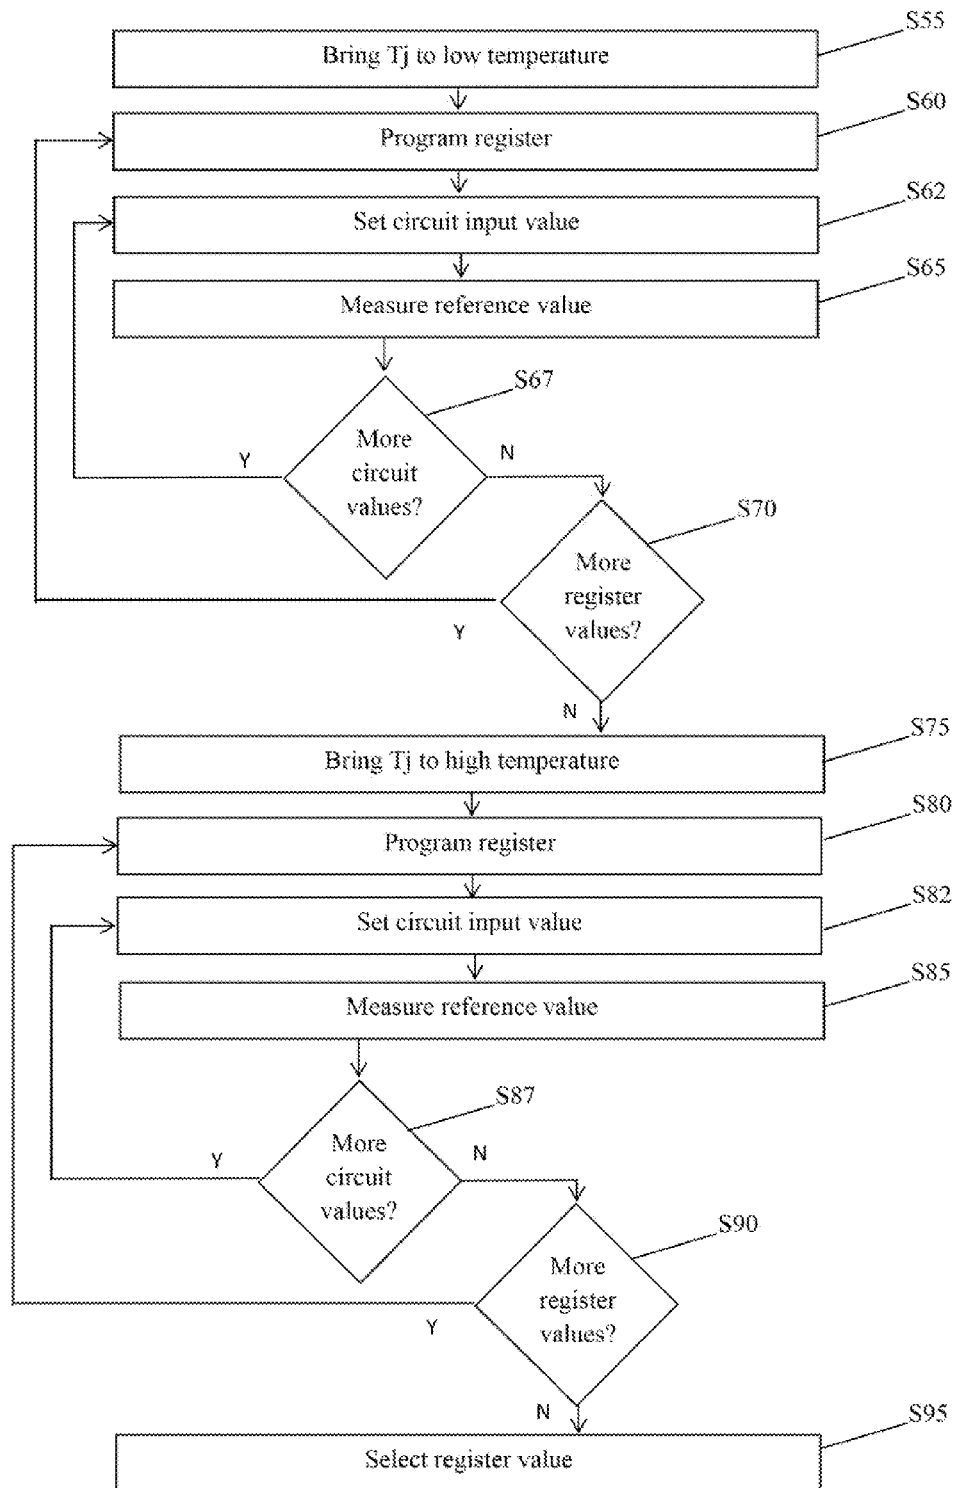 S55
Bring Tj to low temperature
S60
Program register
S62
Set circuit input value
S65
Measure reference value
S67
More
circuit
values?
Y
N
S70
More
register
values?
Y
N
S75
Bring Tj to high temperature
S80
Program register
S82
Set circuit input value
S85
Measure reference value
S87
More
circuit
values?
Y
N
S90
More
register
values?
Y
N
S95
Select register value